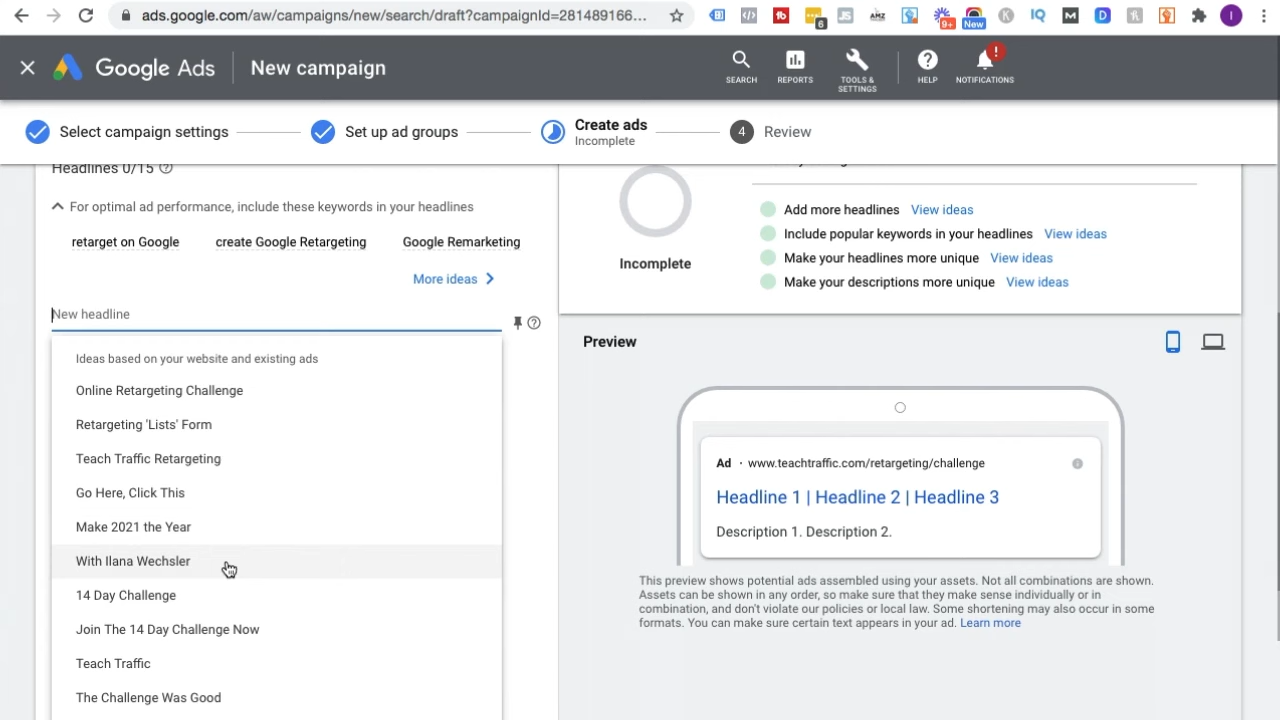 ads.google.com/aw/campaigns/new/search/draft?campaignId=281489166...
6
JS
AMZ
9+
New
K
IQ
M
D
I
Google Ads
New campaign
SEARCH
REPORTS
TOOLS &
SETTINGS
HELP
!
NOTIFICATIONS
Select campaign settings
Set up ad groups
Create ads
Incomplete
4
Review
Headlines 0/15
For optimal ad performance, include these keywords in your headlines
retarget on Google
create Google Retargeting
Google Remarketing
More ideas
New headline
Ideas based on your website and existing ads
Online Retargeting Challenge
Retargeting 'Lists' Form
Teach Traffic Retargeting
Go Here, Click This
Make 2021 the Year
With Ilana Wechsler
14 Day Challenge
Join The 14 Day Challenge Now
Teach Traffic
The Challenge Was Good
Incomplete
Add more headlines View ideas
Include popular keywords in your headlines View ideas
Make your headlines more unique View ideas
Make your descriptions more unique View ideas
Preview
Ad · www.teachtraffic.com/retargeting/challenge
Headline 1 | Headline 2 | Headline 3
Description 1. Description 2.
This preview shows potential ads assembled using your assets. Not all combinations are shown.
Assets can be shown in any order, so make sure that they make sense individually or in
combination, and don't violate our policies or local law. Some shortening may also occur in some
formats. You can make sure certain text appears in your ad. Learn more